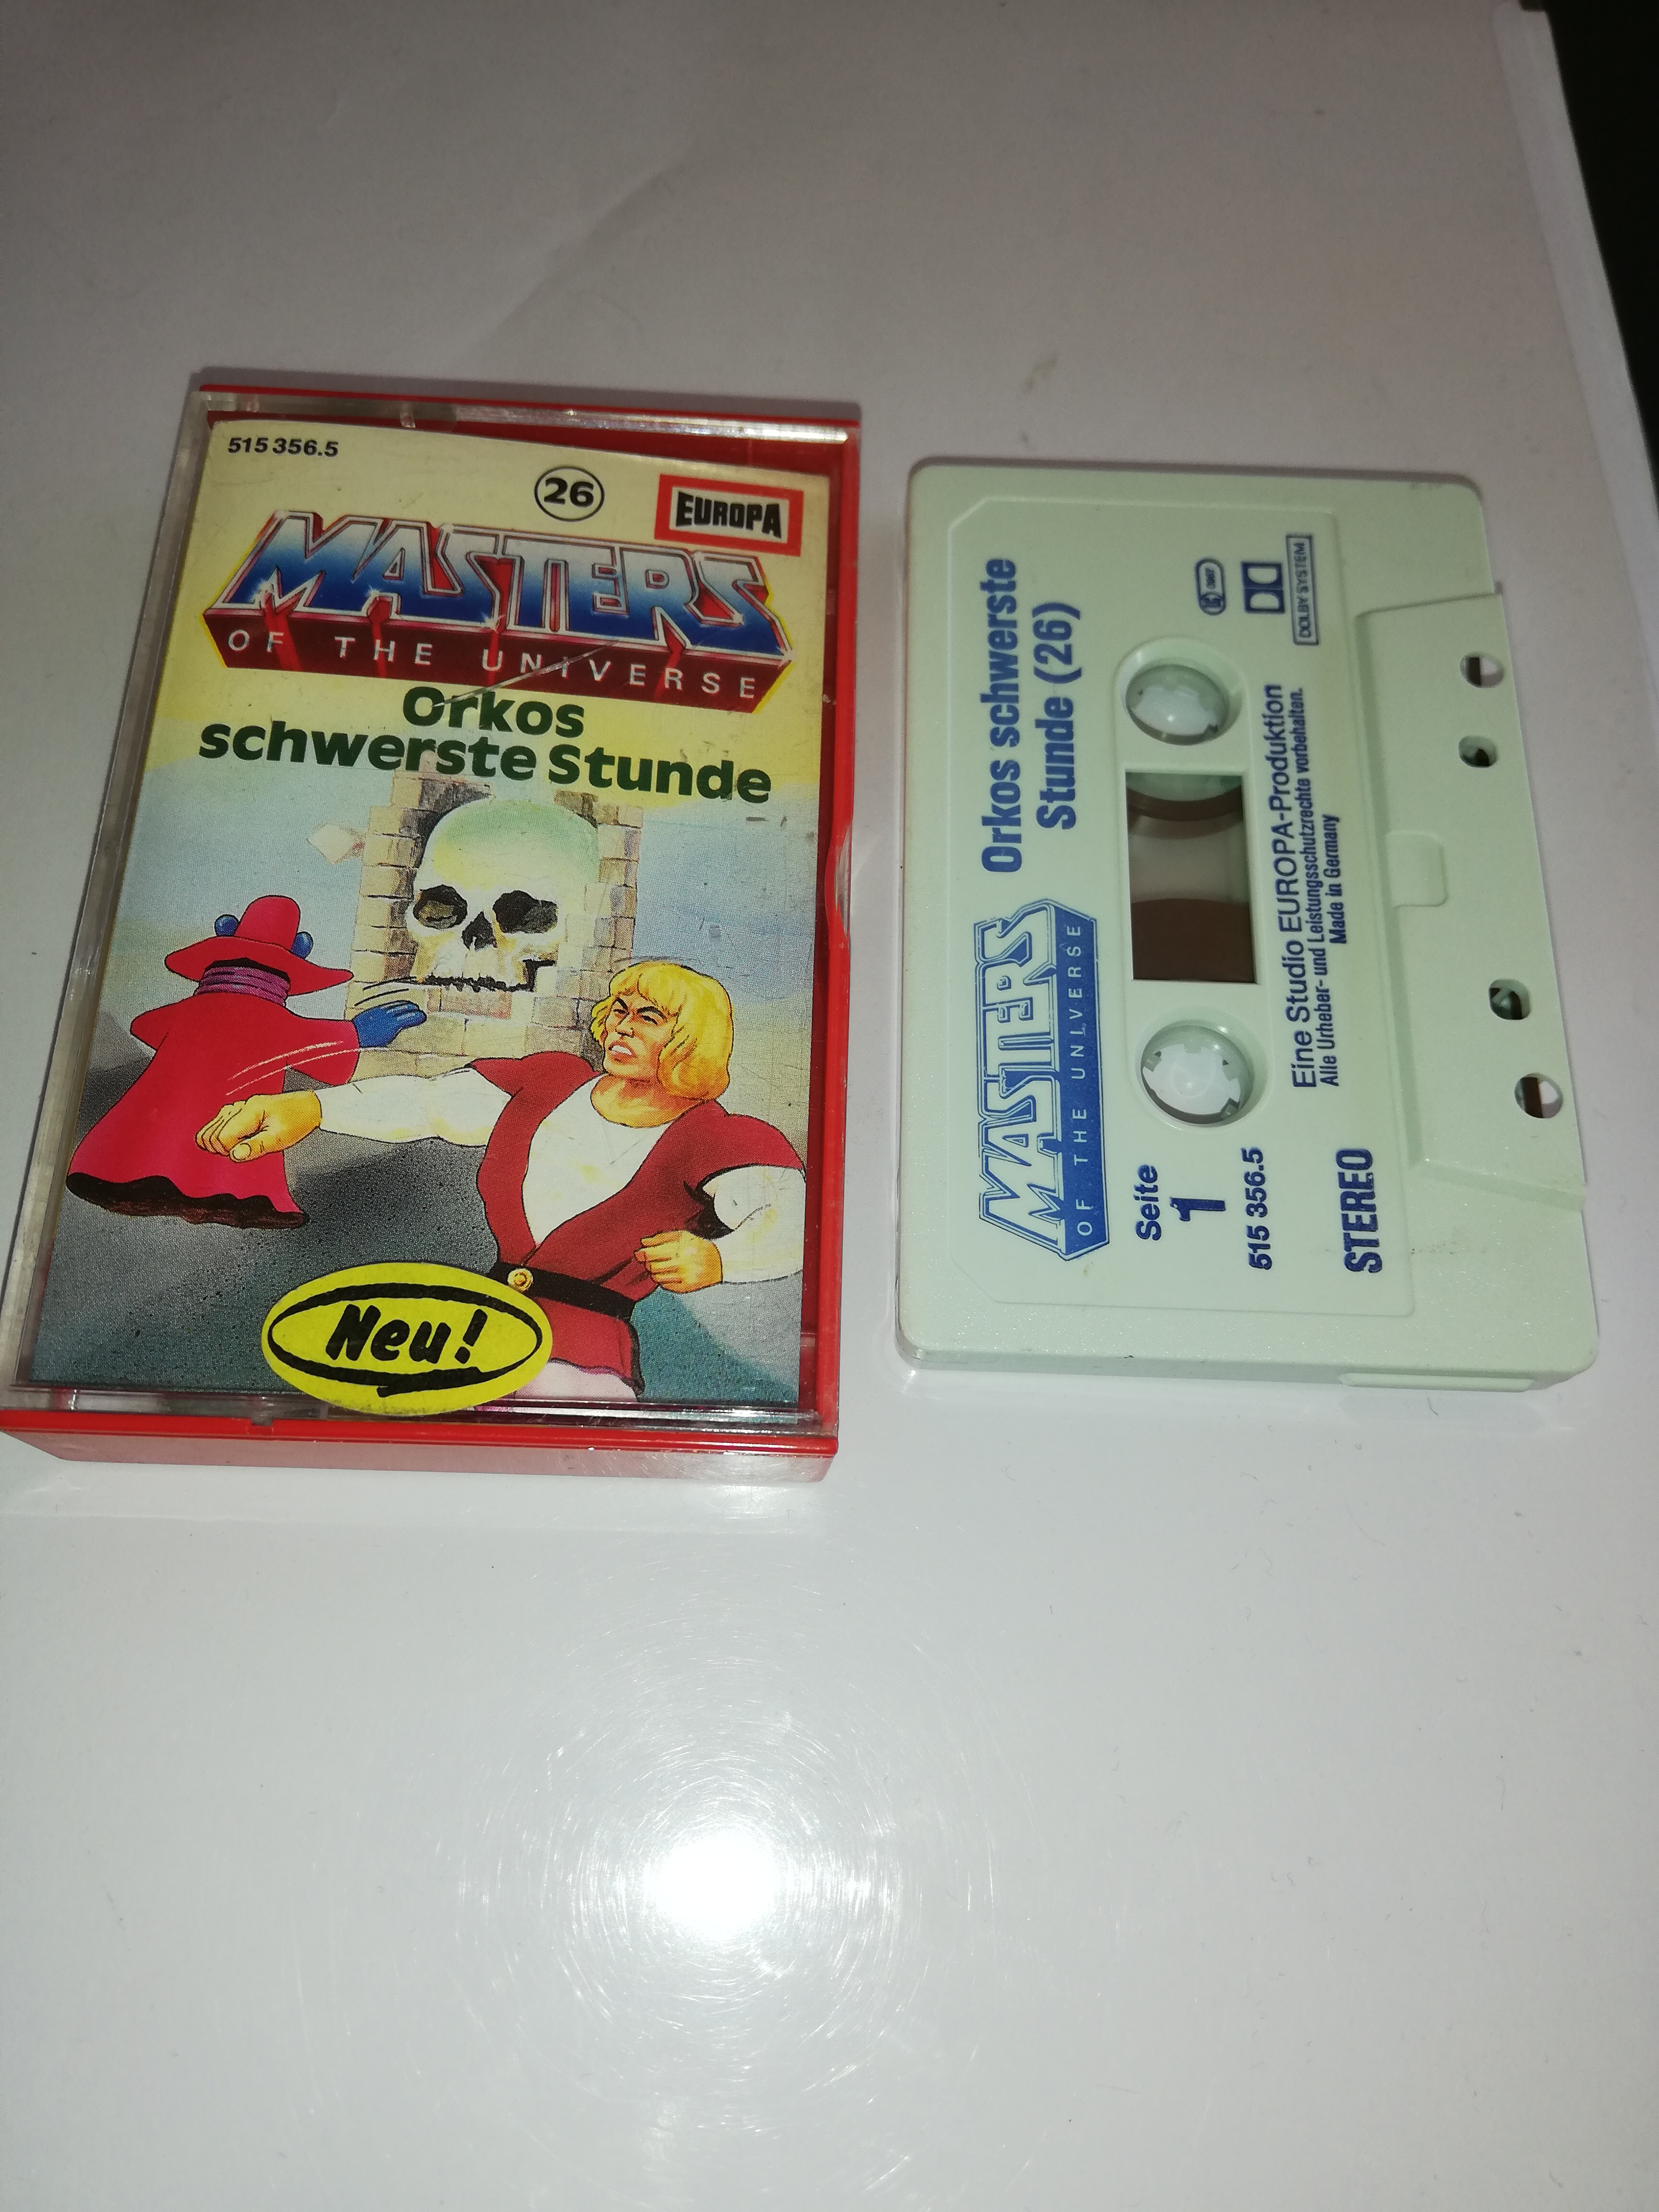 515 356.5
26
EUROPA
MASTERS
OF THE UNIVERSE
Orkos
schwerste Stunde
Neu!
MASTERS
OF THE UNIVERSE
Orkos schwerste
Stunde (26)
Seite
1
515 356.5
STEREO
DOLBY SYSTEM
Eine Studio EUROPA-Produktion
Alle Urheber- und Leistungsschutzrechte vorbehalten.
Made in Germany